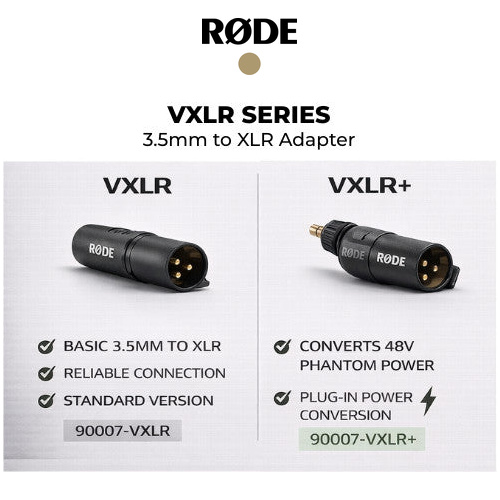 RØDE
VXLR SERIES
3.5mm to XLR Adapter
VXLR
RØDE
BASIC 3.5MM TO XLR
RELIABLE CONNECTION
STANDARD VERSION
90007-VXLR
VXLR+
RØDE
RØDE
CONVERTS 48V
PHANTOM POWER
PLUG-IN POWER
CONVERSION
90007-VXLR+